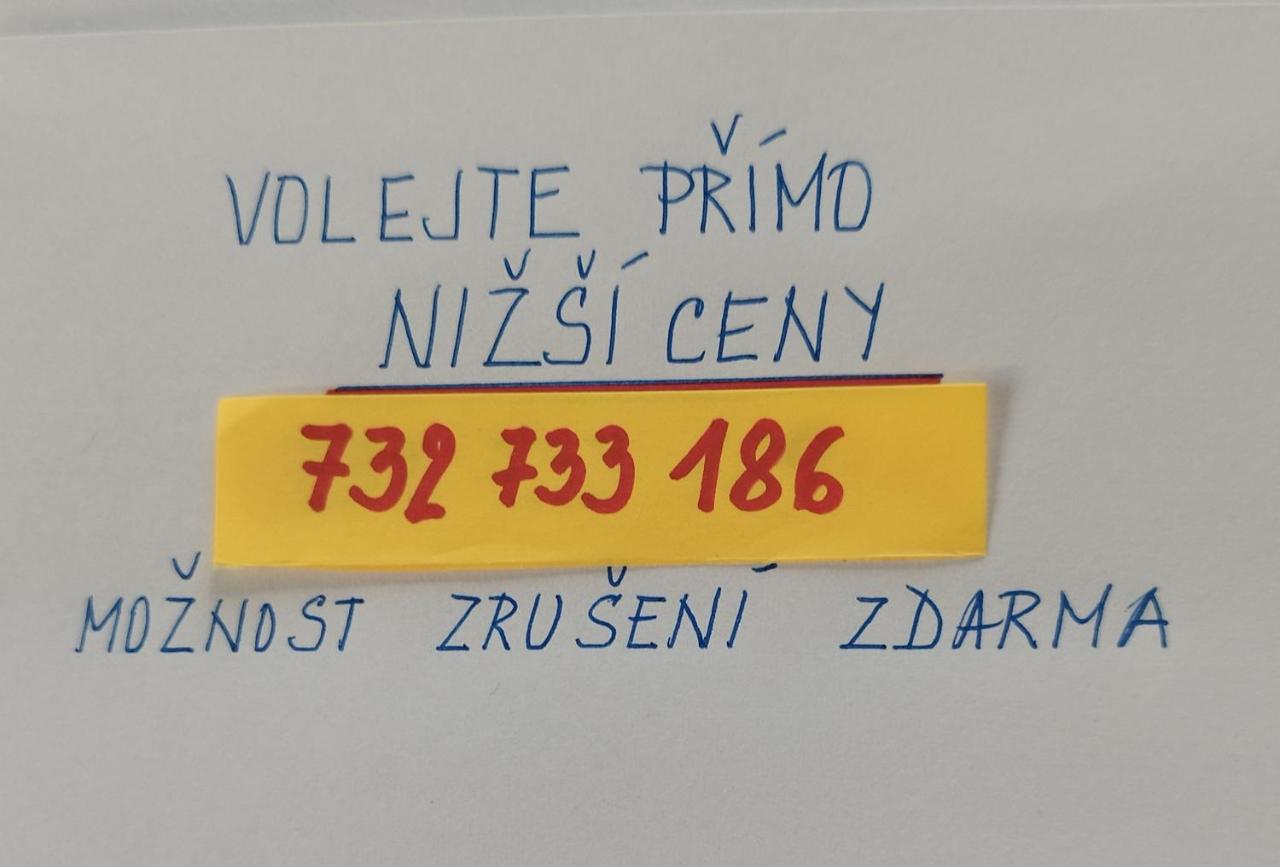 VOLEJTE PŘÍMO
NIŽŠÍ CENY
732 733 186
MOŽNOST ZRUŠENÍ ZDARMA